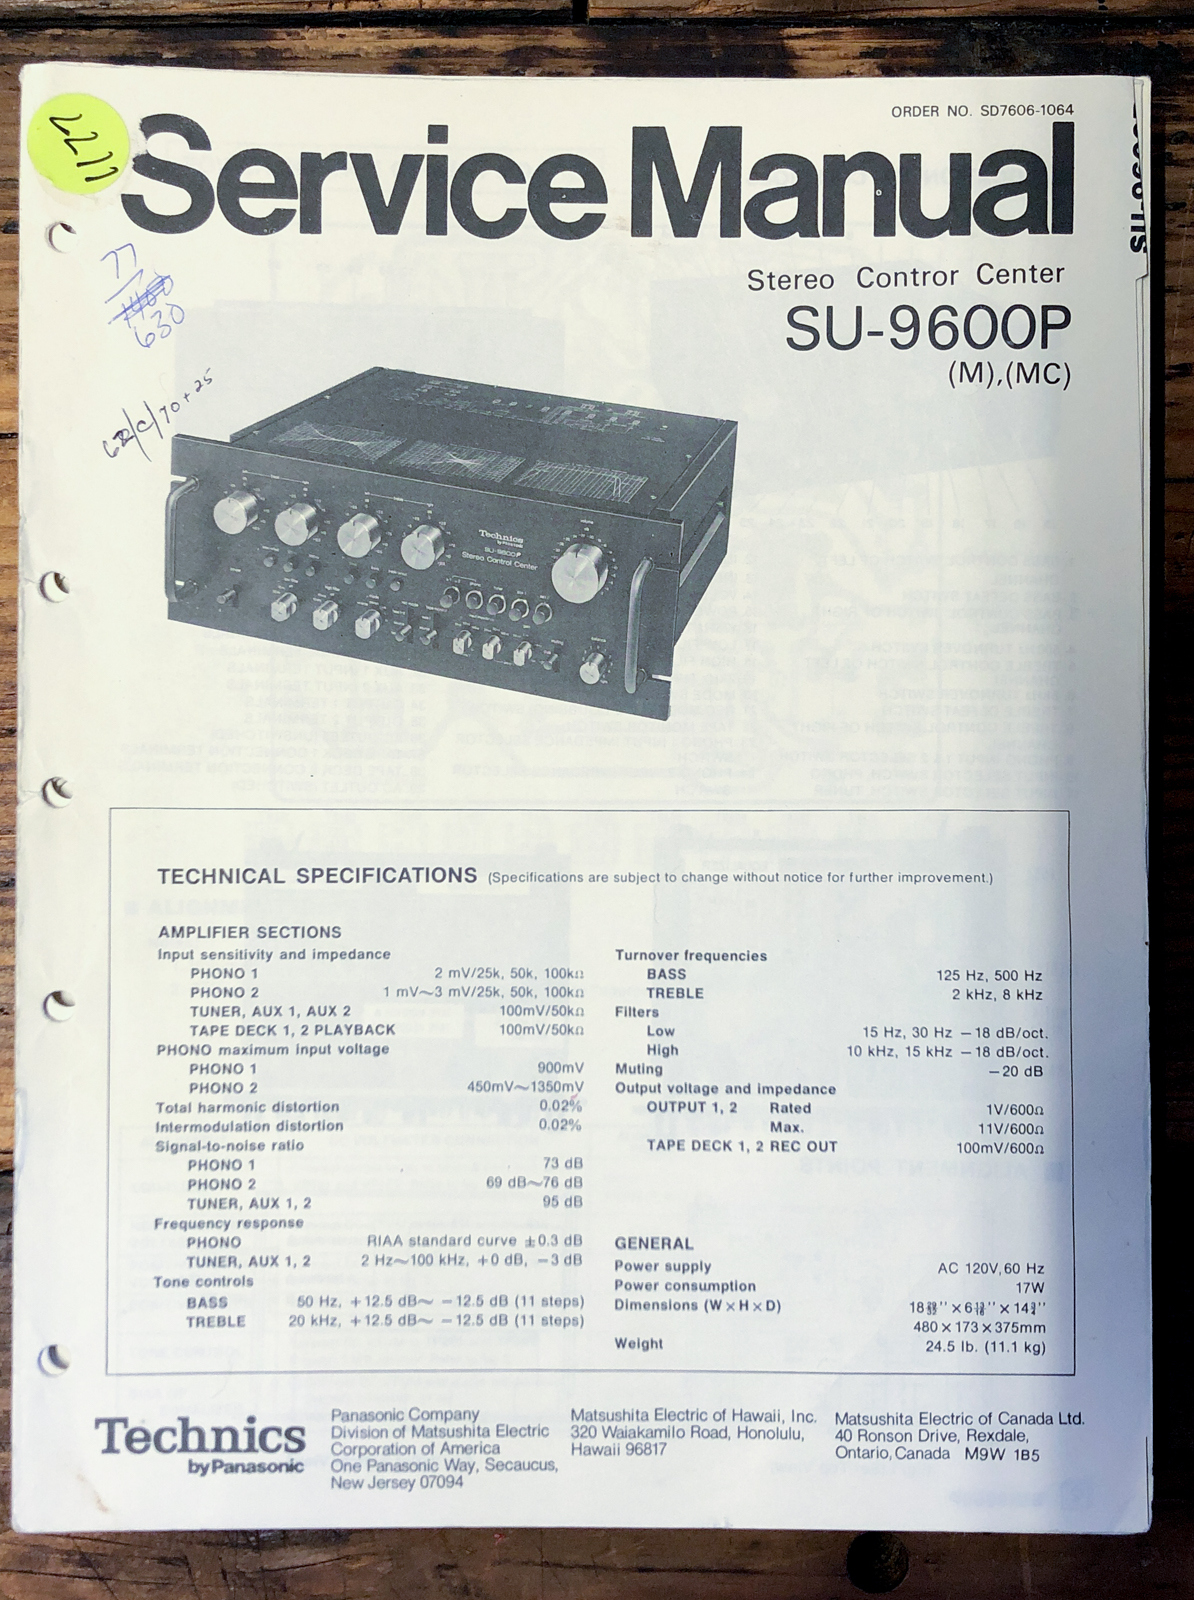 ORDER NO. SD7606-1064
Service Manual
Stereo Contror Center
SU-9600P
(M),(MC)
2277
77
630
Technics
by Panasonic
SU-9600P
Stereo Control Center
TECHNICAL SPECIFICATIONS (Specifications are subject to change without notice for further improvement.)
AMPLIFIER SECTIONS
Input sensitivity and impedance
PHONO 1 2 mV/25k, 50k, 100kΩ
PHONO 2 1 mV~3 mV/25k, 50k, 100kΩ
TUNER, AUX 1, AUX 2 100mV/50kΩ
TAPE DECK 1, 2 PLAYBACK 100mV/50kΩ
PHONO maximum input voltage
PHONO 1 900mV
PHONO 2 450mV~1350mV
Total harmonic distortion 0.02%
Intermodulation distortion 0.02%
Signal-to-noise ratio
PHONO 1 73 dB
PHONO 2 69 dB~76 dB
TUNER, AUX 1, 2 95 dB
Frequency response
PHONO RIAA standard curve ±0.3 dB
TUNER, AUX 1, 2 2 Hz~100 kHz, +0 dB, −3 dB
Tone controls
BASS 50 Hz, +12.5 dB~ −12.5 dB (11 steps)
TREBLE 20 kHz, +12.5 dB~ −12.5 dB (11 steps)
Turnover frequencies
BASS 125 Hz, 500 Hz
TREBLE 2 kHz, 8 kHz
Filters
Low 15 Hz, 30 Hz −18 dB/oct.
High 10 kHz, 15 kHz −18 dB/oct.
Muting −20 dB
Output voltage and impedance
OUTPUT 1, 2 Rated 1V/600Ω
Max. 11V/600Ω
TAPE DECK 1, 2 REC OUT 100mV/600Ω
GENERAL
Power supply AC 120V, 60 Hz
Power consumption 17W
Dimensions (W×H×D)
480×173×375mm
Weight 24.5 lb. (11.1 kg)
Technics
by Panasonic
Panasonic Company
Division of Matsushita Electric
Corporation of America
One Panasonic Way, Secaucus,
New Jersey 07094
Matsushita Electric of Hawaii, Inc.
320 Waiakamilo Road, Honolulu,
Hawaii 96817
Matsushita Electric of Canada Ltd.
40 Ronson Drive, Rexdale,
Ontario, Canada M9W 1B5